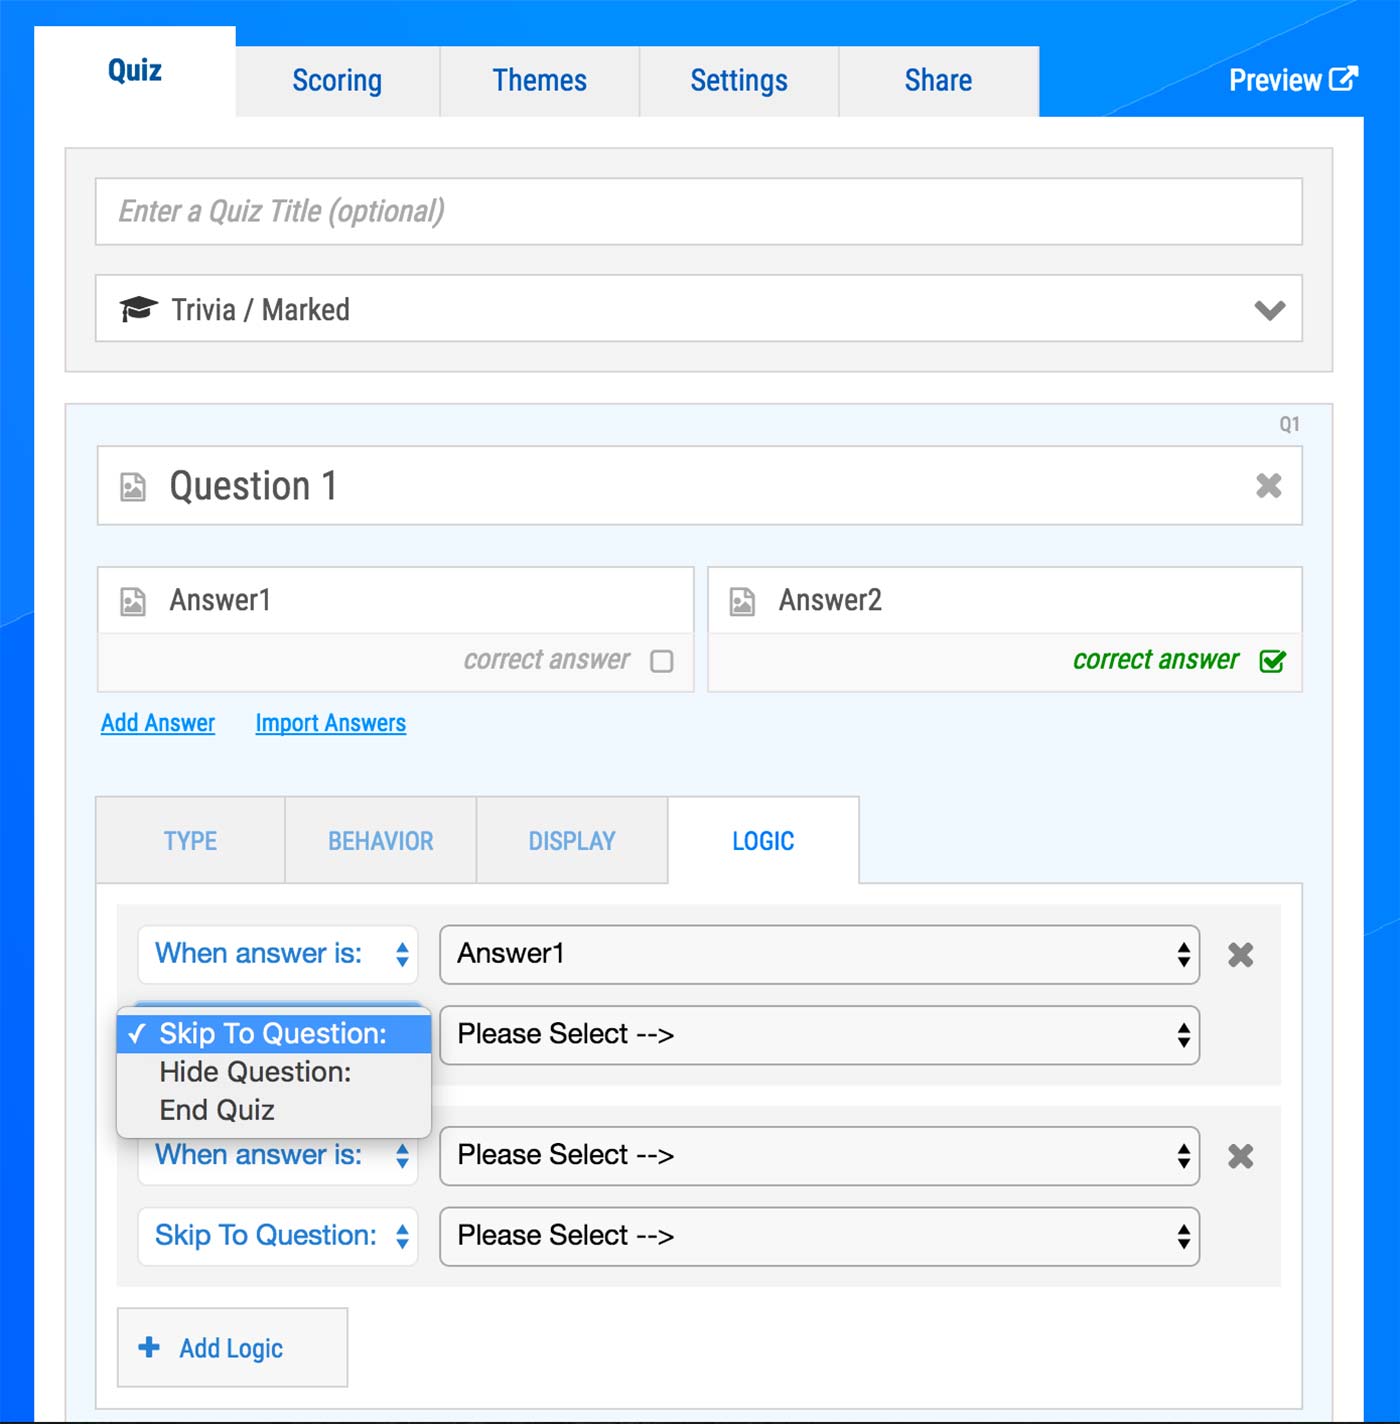 Quiz
Scoring
Themes
Settings
Share
Preview
Enter a Quiz Title (optional)
Trivia / Marked
Q1
Question 1
Answer1
Answer2
correct answer
correct answer
Add Answer
Import Answers
TYPE
BEHAVIOR
DISPLAY
LOGIC
When answer is:
Answer1
✓ Skip To Question:
Please Select -->
Hide Question:
End Quiz
When answer is:
Please Select -->
Skip To Question:
Please Select -->
+ Add Logic